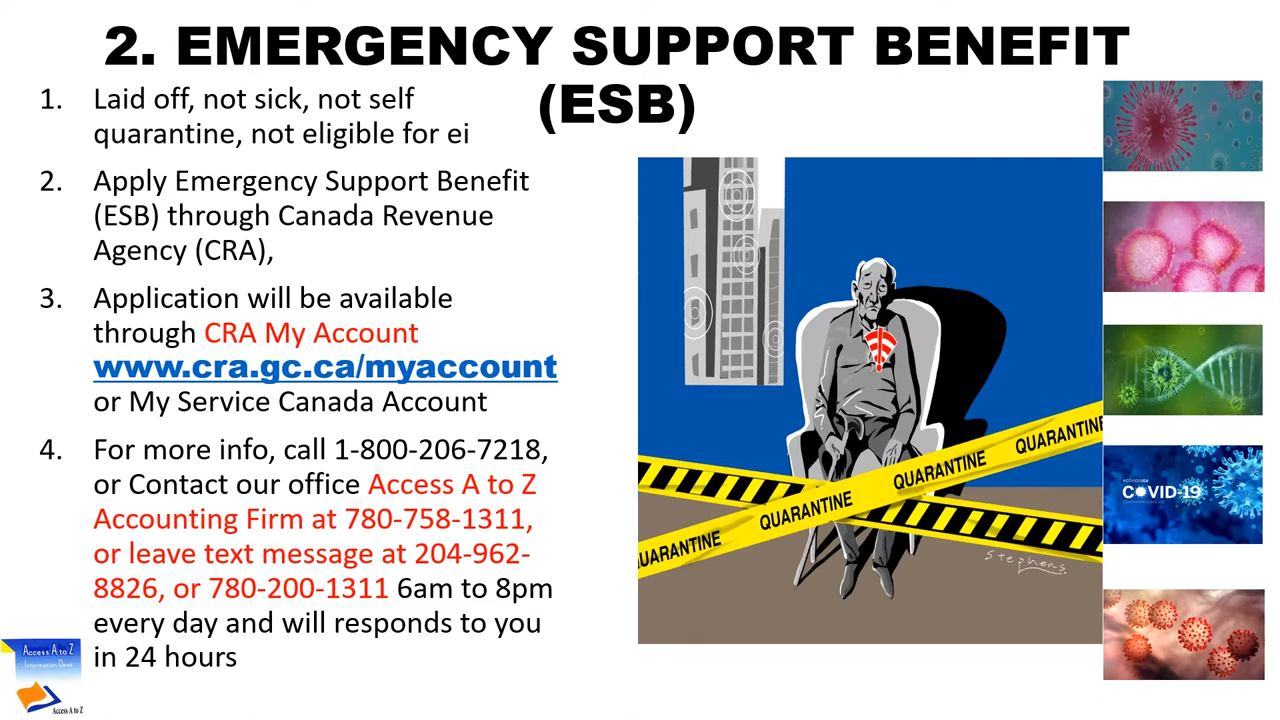 2. EMERGENCY SUPPORT BENEFIT
(ESB)
1. Laid off, not sick, not self
quarantine, not eligible for ei
2. Apply Emergency Support Benefit
(ESB) through Canada Revenue
Agency (CRA),
3. Application will be available
through CRA My Account
www.cra.gc.ca/myaccount
or My Service Canada Account
4. For more info, call 1-800-206-7218,
or Contact our office Access A to Z
Accounting Firm at 780-758-1311,
or leave text message at 204-962-
8826, or 780-200-1311 6am to 8pm
every day and will responds to you
in 24 hours
QUARANTINE
QUARANTINE
QUARANTINE
QUARANTINE
Stephens.
COVID-19
Access A to Z
Information Desk
Access A to Z